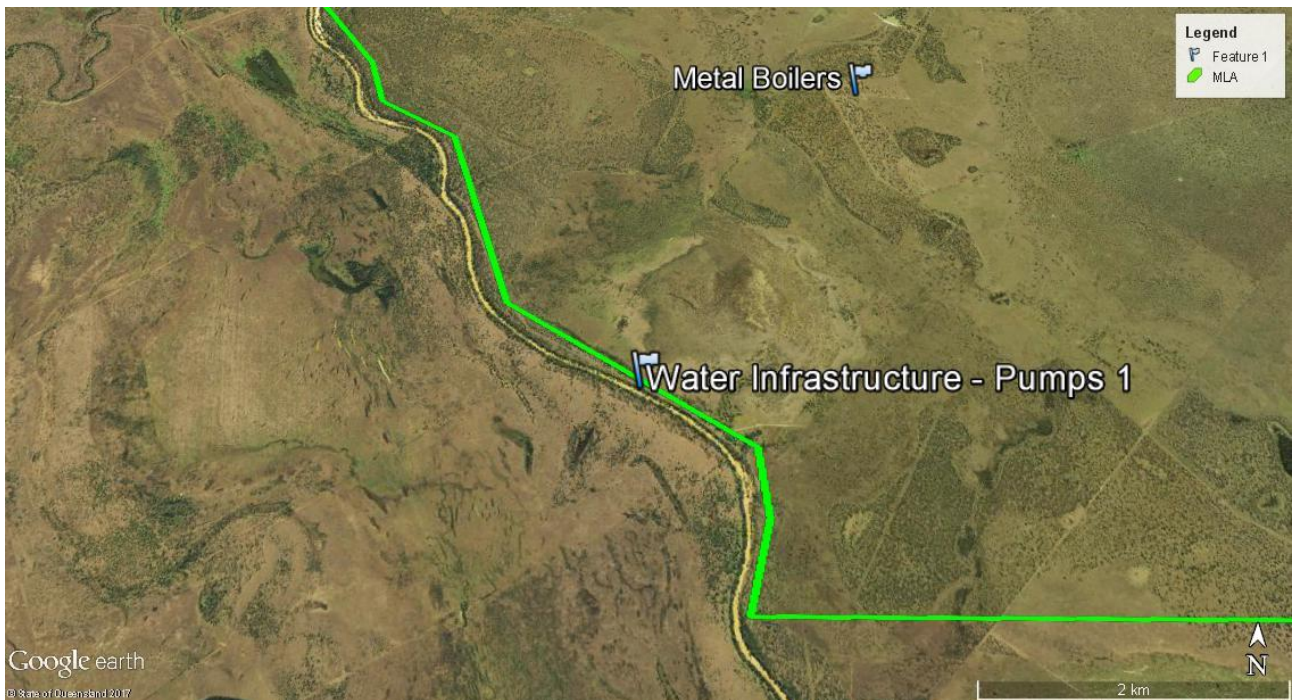 Legend
Feature 1
MLA
Metal Boilers
Water Infrastructure - Pumps 1
Google earth
© State of Queensland 2017
N
2 km